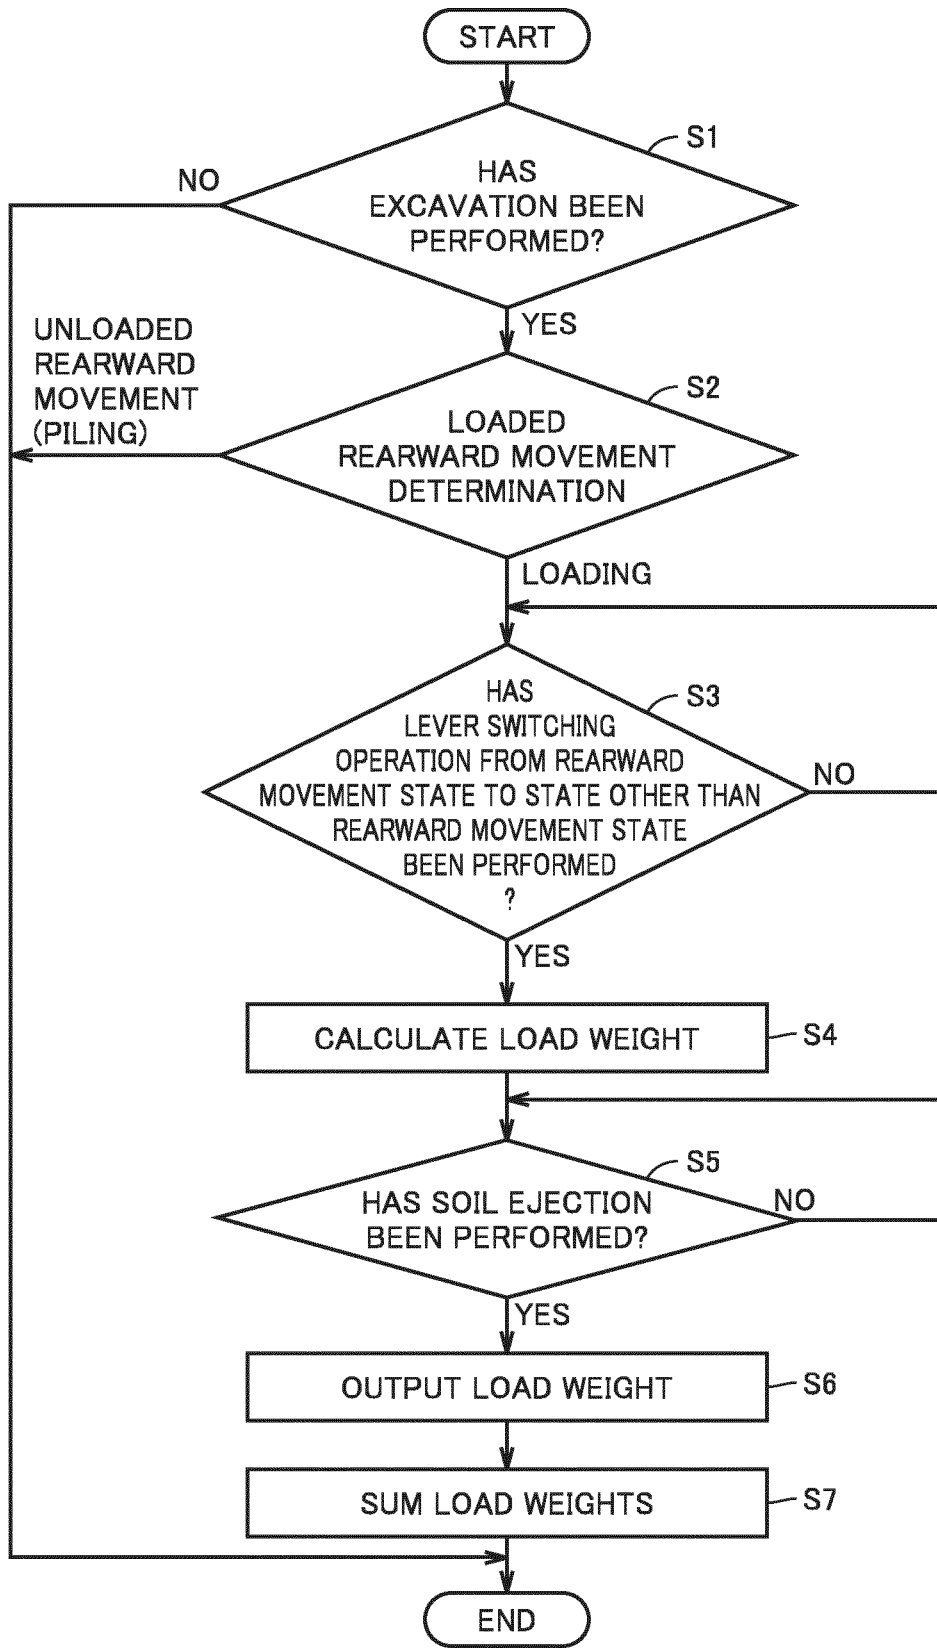 START
S1
NO
HAS
EXCAVATION BEEN
PERFORMED?
YES
UNLOADED
REARWARD
MOVEMENT
(PILING)
S2
LOADED
REARWARD MOVEMENT
DETERMINATION
LOADING
S3
HAS
LEVER SWITCHING
OPERATION FROM REARWARD
MOVEMENT STATE TO STATE OTHER THAN
REARWARD MOVEMENT STATE
BEEN PERFORMED
?
NO
YES
CALCULATE LOAD WEIGHT
S4
S5
HAS SOIL EJECTION
BEEN PERFORMED?
NO
YES
OUTPUT LOAD WEIGHT
S6
SUM LOAD WEIGHTS
S7
END